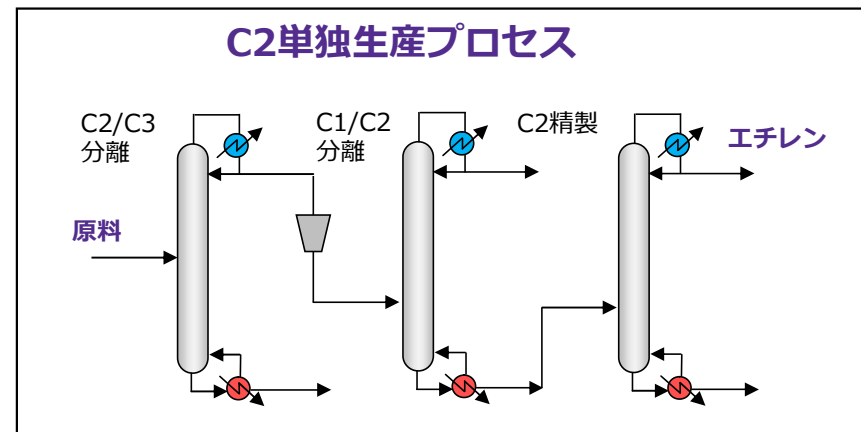 C2単独生産プロセス
C2/C3
分離
C1/C2
分離
C2精製
エチレン
原料